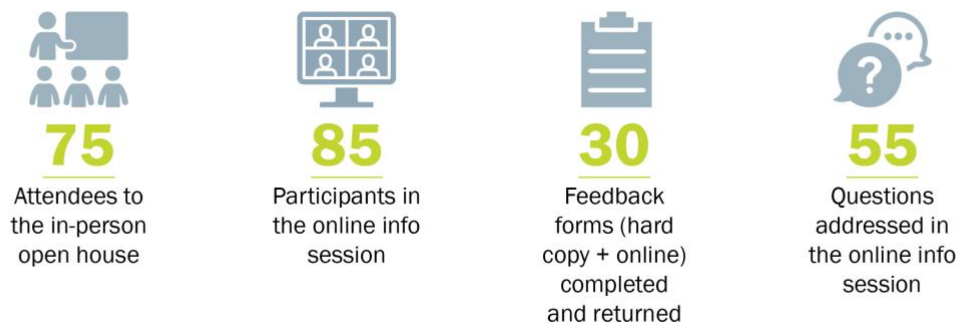 75
Attendees to
the in-person
open house
85
Participants in
the online info
session
30
Feedback
forms (hard
copy + online)
completed
and returned
?
55
Questions
addressed in
the online info
session